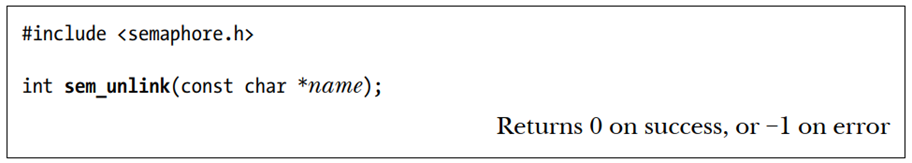 #include <semaphore.h>
int sem_unlink(const char *name);
Returns 0 on success, or −1 on error